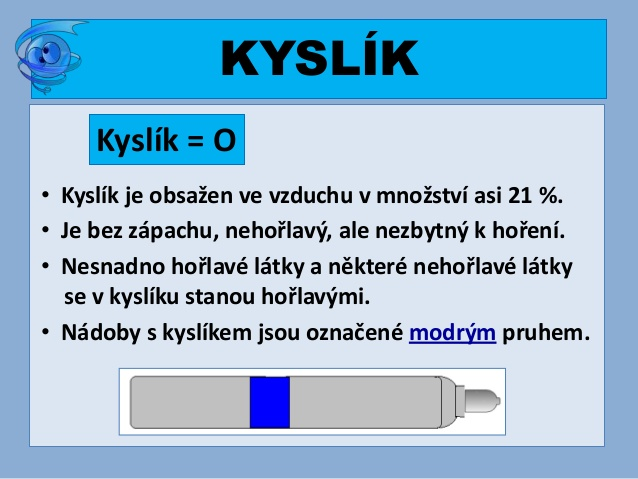 KYSLÍK
Kyslík = O
• Kyslík je obsažen ve vzduchu v množství asi 21 %.
• Je bez zápachu, nehořlavý, ale nezbytný k hoření.
• Nesnadno hořlavé látky a některé nehořlavé látky
se v kyslíku stanou hořlavými.
• Nádoby s kyslíkem jsou označené modrým pruhem.